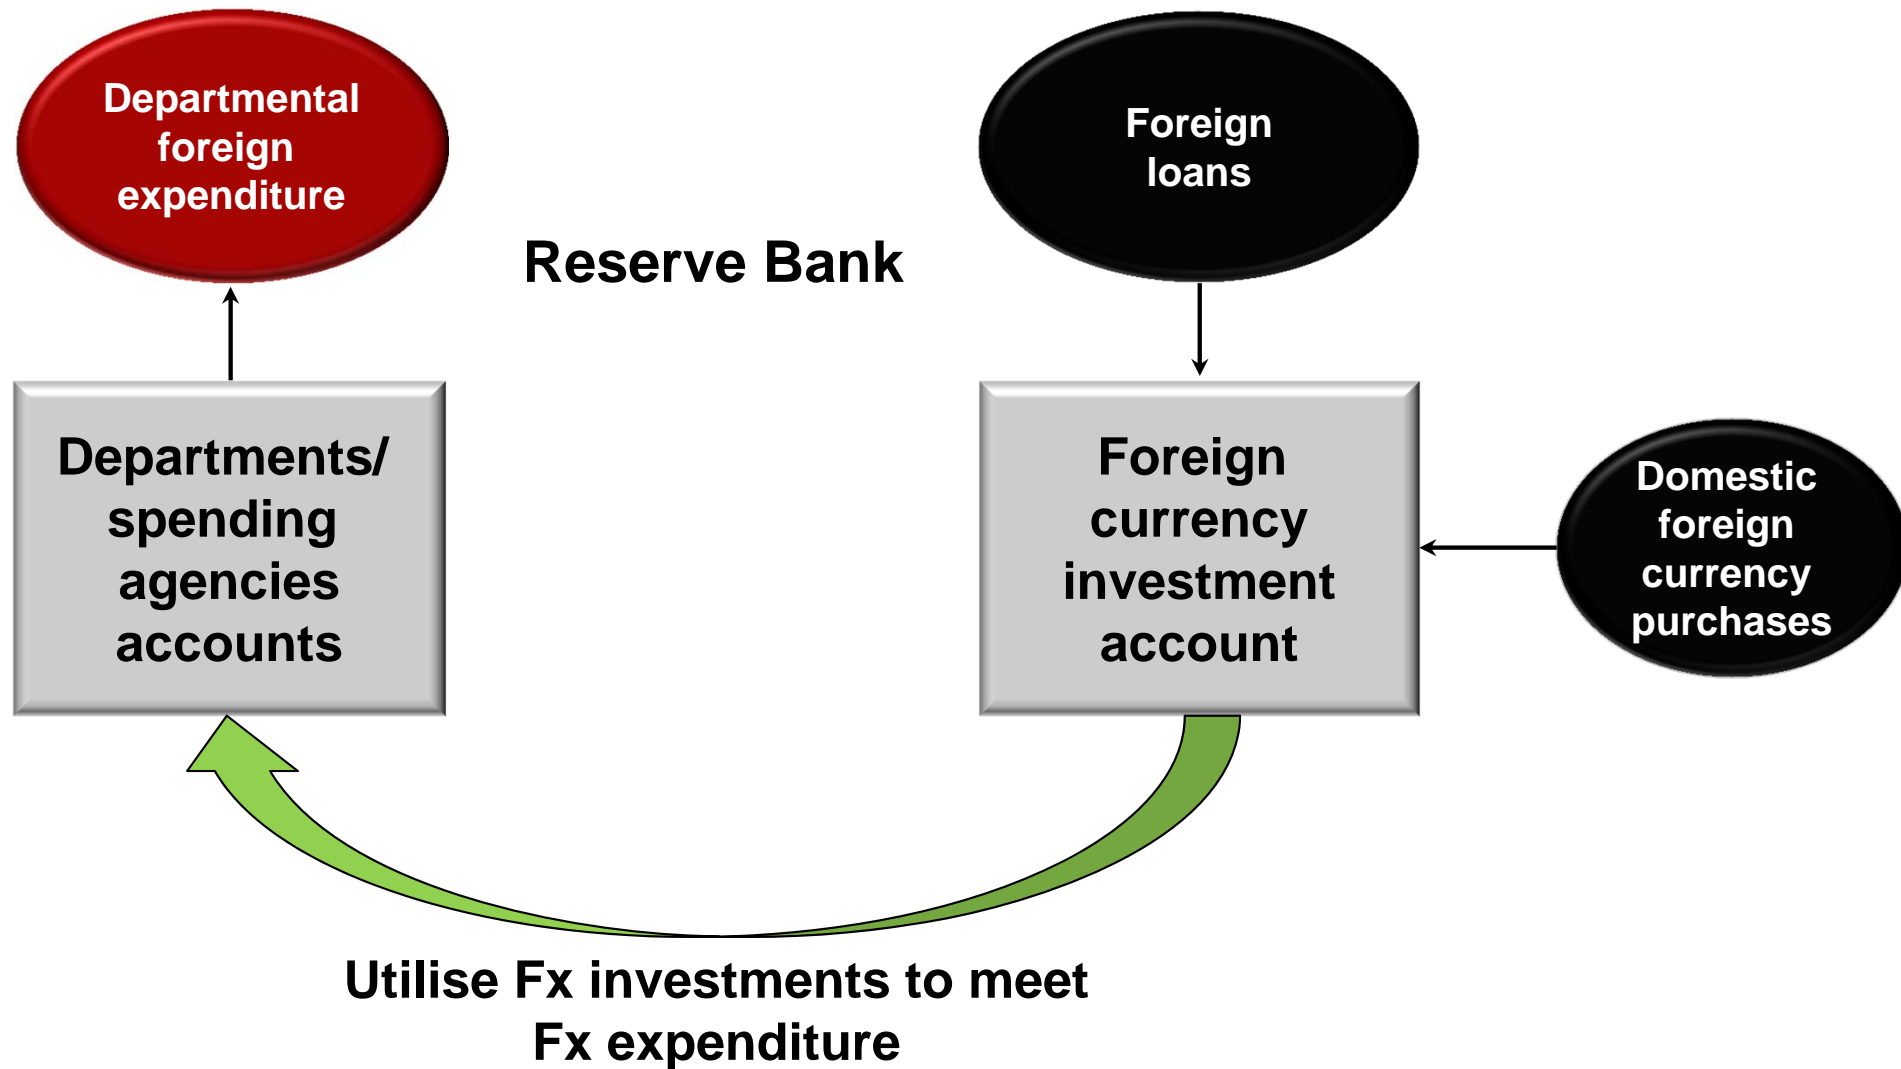 Departmental
foreign
expenditure
Foreign
loans
Reserve Bank
Departments/
spending
agencies
accounts
Foreign
currency
investment
account
Domestic
foreign
currency
purchases
Utilise Fx investments to meet
Fx expenditure